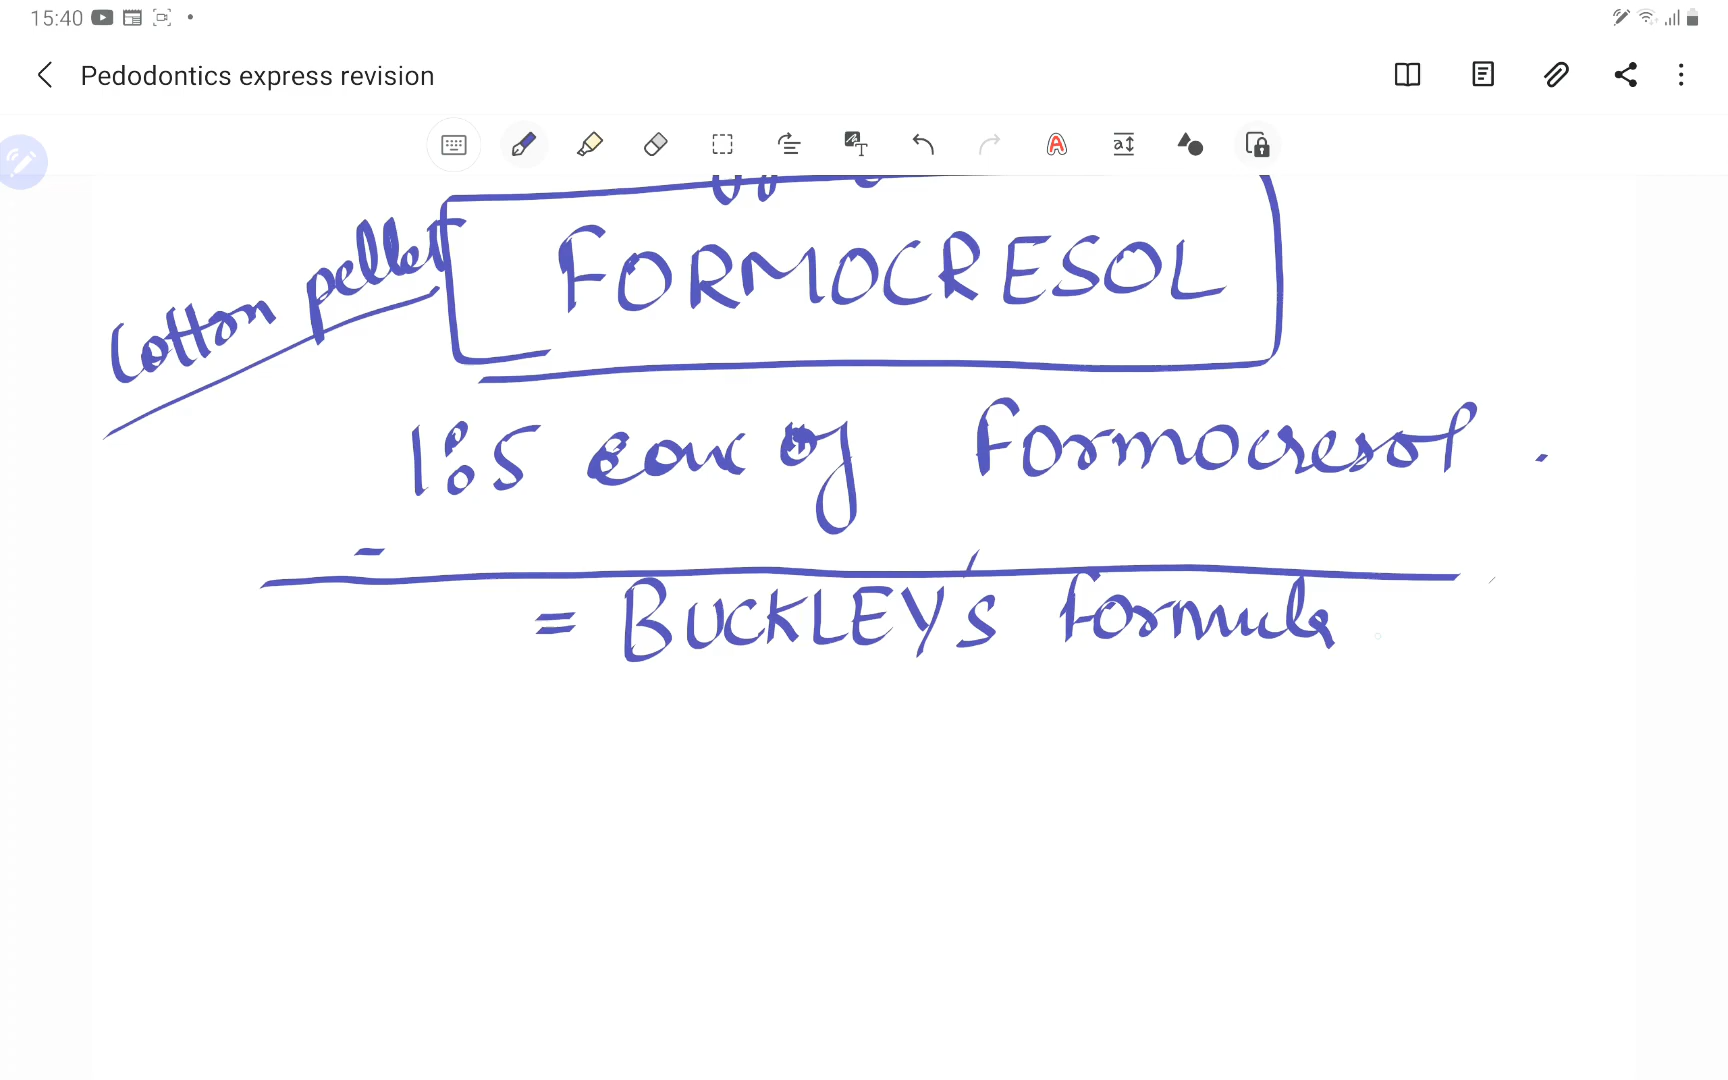 15:40
Pedodontics express revision
FORMOCRESOL
Cotton pellet
1:5 conc of Formocresol.
= BUCKLEY'S formula